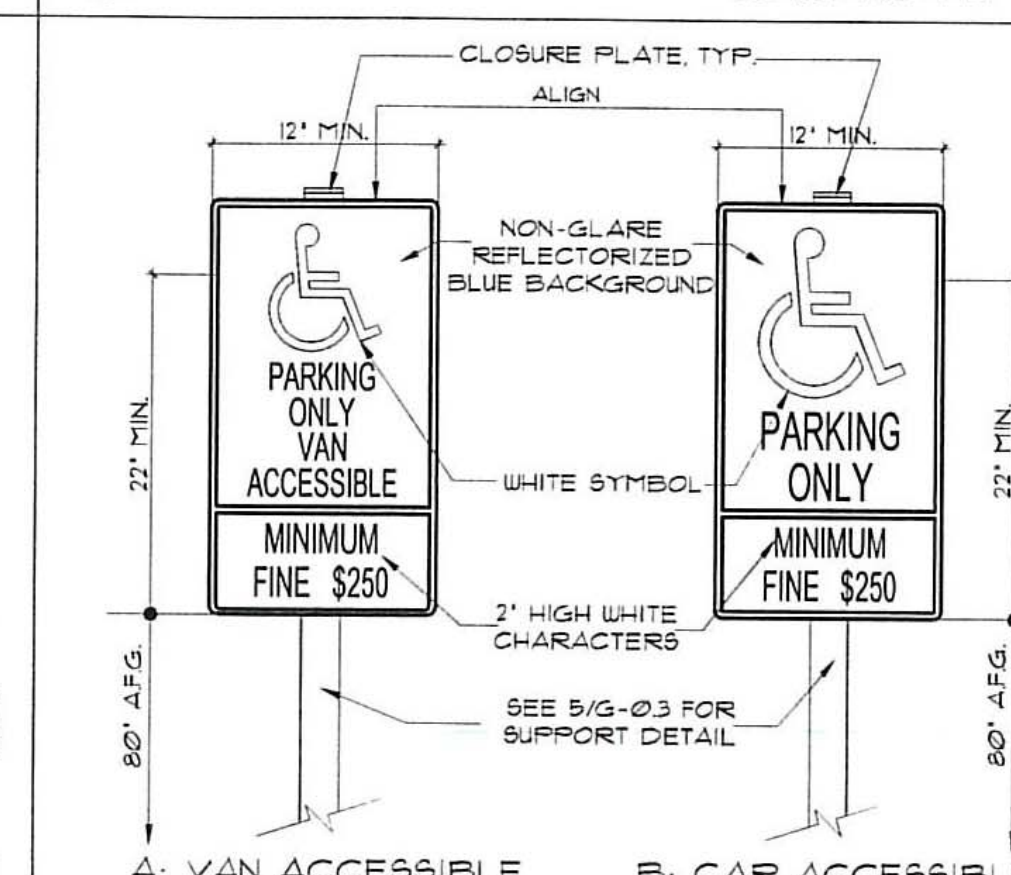 CLOSURE PLATE, TYP.
ALIGN
12" MIN.
12" MIN.
NON-GLARE
REFLECTORIZED
BLUE BACKGROUND
PARKING
ONLY
VAN
ACCESSIBLE
PARKING
ONLY
22" MIN.
22" MIN.
WHITE SYMBOL
MINIMUM
FINE $250
MINIMUM
FINE $250
2" HIGH WHITE
CHARACTERS
80" A.F.G.
80" A.F.G.
SEE 5/G-0.3 FOR
SUPPORT DETAIL
A: VAN ACCESSIBLE
B: CAR ACCESSIBL